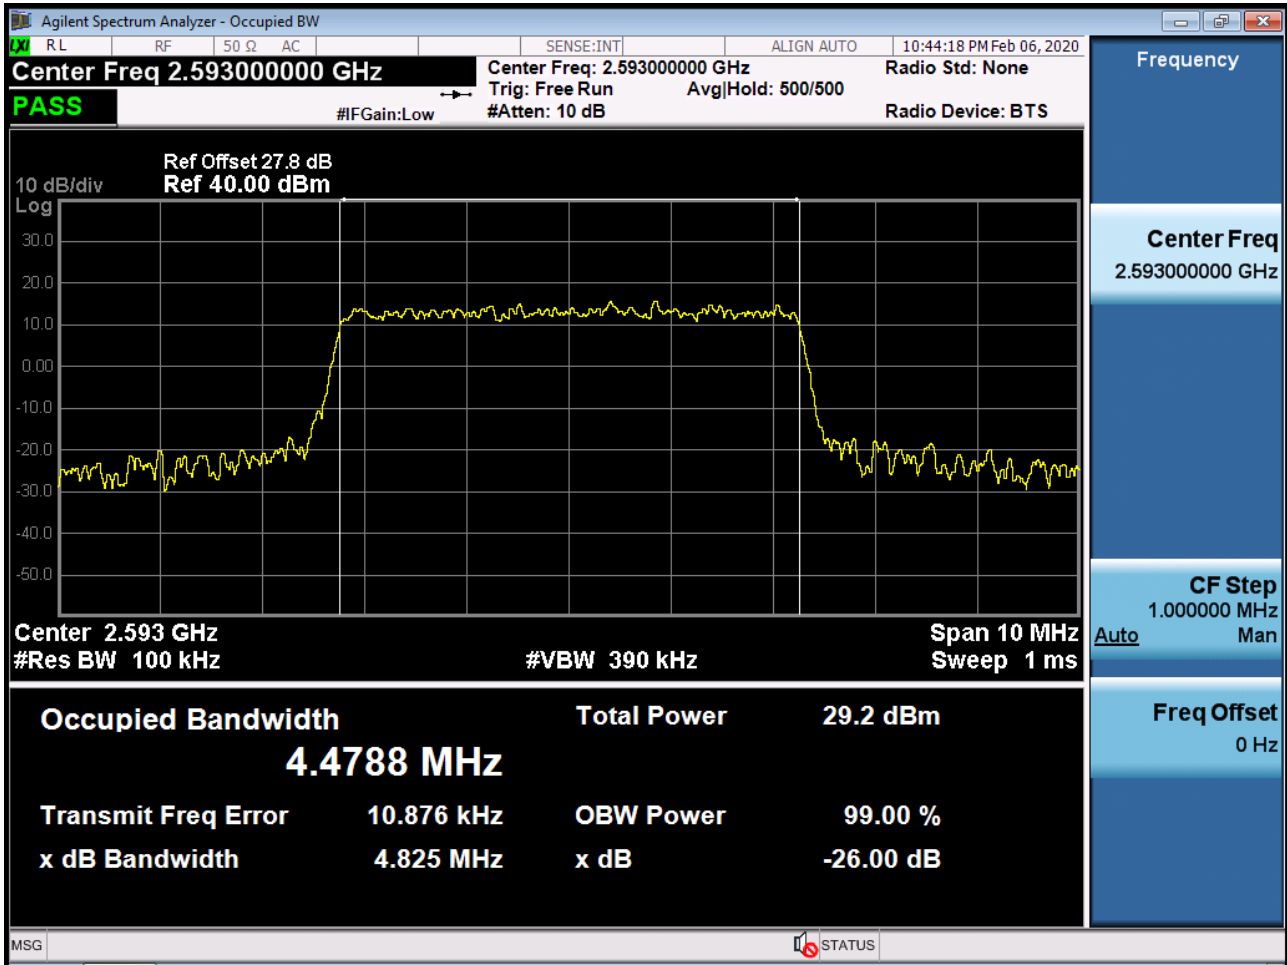 Agilent Spectrum Analyzer - Occupied BW
LXI RL RF 50 Ω AC SENSE:INT ALIGN AUTO 10:44:18 PM Feb 06, 2020
Center Freq 2.593000000 GHz
PASS
#IFGain:Low
Center Freq: 2.593000000 GHz
Trig: Free Run Avg|Hold: 500/500
#Atten: 10 dB
Radio Std: None
Radio Device: BTS
Ref Offset 27.8 dB
10 dB/div Ref 40.00 dBm
Log
30.0
20.0
10.0
0.00
-10.0
-20.0
-30.0
-40.0
-50.0
Center 2.593 GHz Span 10 MHz
#Res BW 100 kHz #VBW 390 kHz Sweep 1 ms
Occupied Bandwidth Total Power 29.2 dBm
4.4788 MHz
Transmit Freq Error 10.876 kHz OBW Power 99.00 %
x dB Bandwidth 4.825 MHz x dB -26.00 dB
MSG STATUS
Frequency
Center Freq
2.593000000 GHz
CF Step
1.000000 MHz
Auto Man
Freq Offset
0 Hz